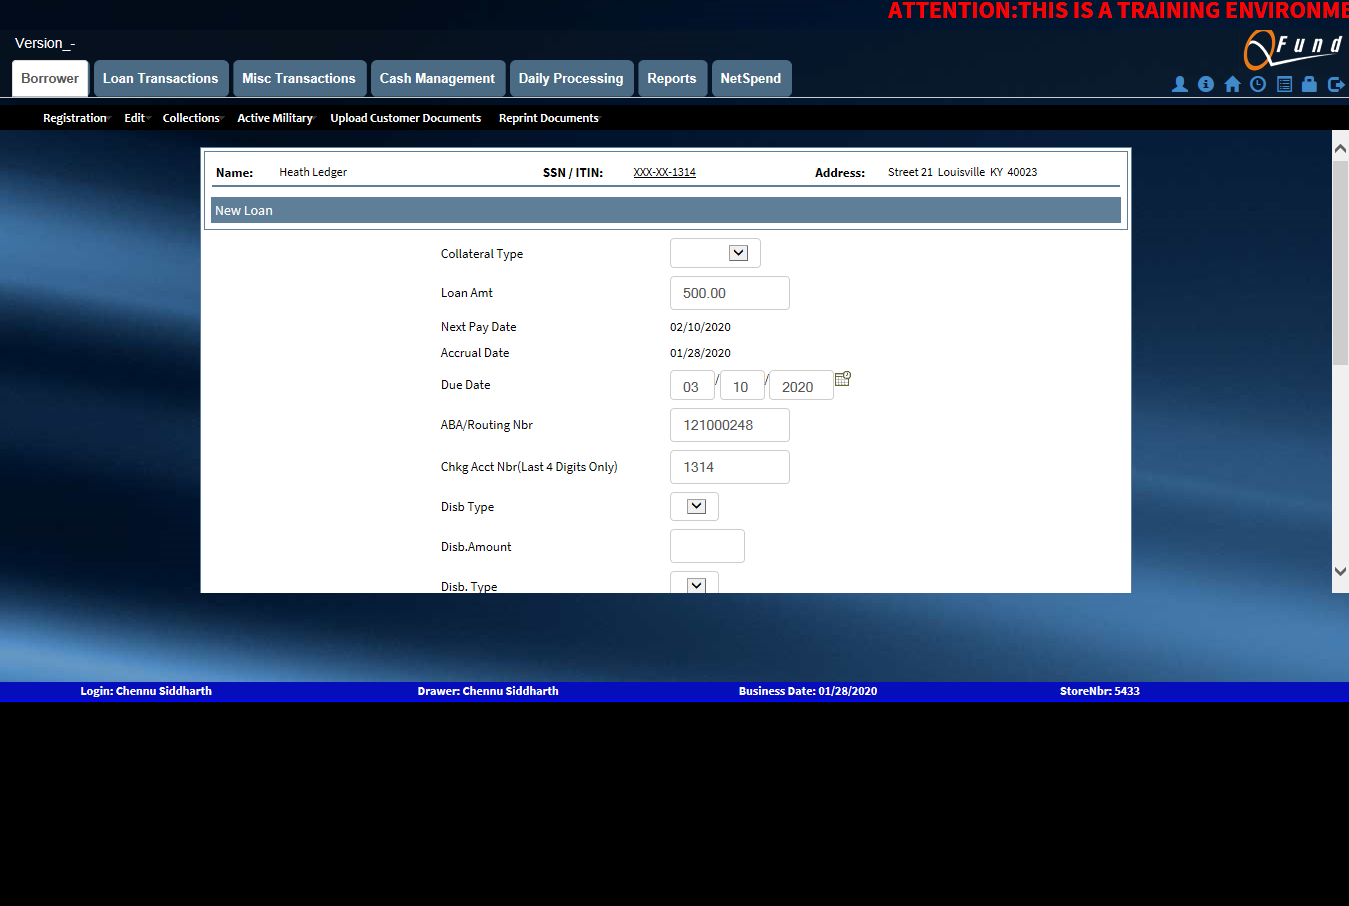 ATTENTION:THIS IS A TRAINING ENVIRONME
Version_-
QFund
Borrower Loan Transactions Misc Transactions Cash Management Daily Processing Reports NetSpend
Registration Edit Collections Active Military Upload Customer Documents Reprint Documents
Name: Heath Ledger SSN / ITIN: XXX-XX-1314 Address: Street 21 Louisville KY 40023
New Loan
Collateral Type
Loan Amt 500.00
Next Pay Date 02/10/2020
Accrual Date 01/28/2020
Due Date 03 / 10 / 2020
ABA/Routing Nbr 121000248
Chkg Acct Nbr(Last 4 Digits Only) 1314
Disb Type
Disb.Amount
Disb. Type
Login: Chennu Siddharth Drawer: Chennu Siddharth Business Date: 01/28/2020 StoreNbr: 5433